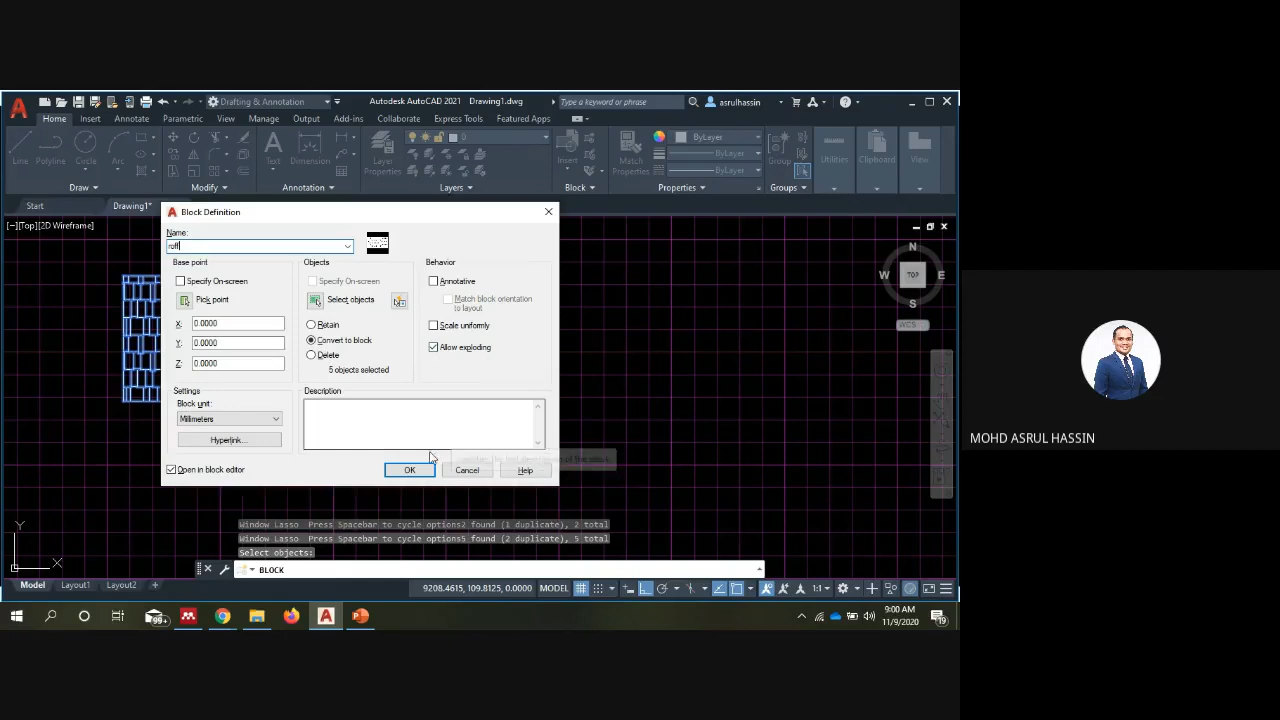 Drafting & Annotation
Autodesk AutoCAD 2021 Drawing1.dwg
Type a keyword or phrase
asrulhassin
Home Insert Annotate Parametric View Manage Output Add-ins Collaborate Express Tools Featured Apps
0
ByLayer
Line Polyline Circle Arc Text Dimension Layer Properties Insert Match Properties Group Utilities Clipboard View
ByLayer
ByLayer
Draw Modify Annotation Layers Block Properties Groups
Start Drawing1*
[−][Top][2D Wireframe]
Block Definition
Name:
roff
Base point
Specify On-screen
Pick point
X: 0.0000
Y: 0.0000
Z: 0.0000
Objects
Specify On-screen
Select objects
Retain
Convert to block
Delete
5 objects selected
Behavior
Annotative
Match block orientation
to layout
Scale uniformly
Allow exploding
Settings
Block unit:
Millimeters
Hyperlink...
Description
Open in block editor
OK Cancel Help
N
W TOP E
S
WCS
Window Lasso Press Spacebar to cycle options2 found (1 duplicate), 2 total
Window Lasso Press Spacebar to cycle options5 found (2 duplicate), 5 total
Select objects:
BLOCK
Y
X
Model Layout1 Layout2 +
9208.4615, 109.8125, 0.0000 MODEL 1:1
99+
9:00 AM
11/9/2020
19
MOHD ASRUL HASSIN